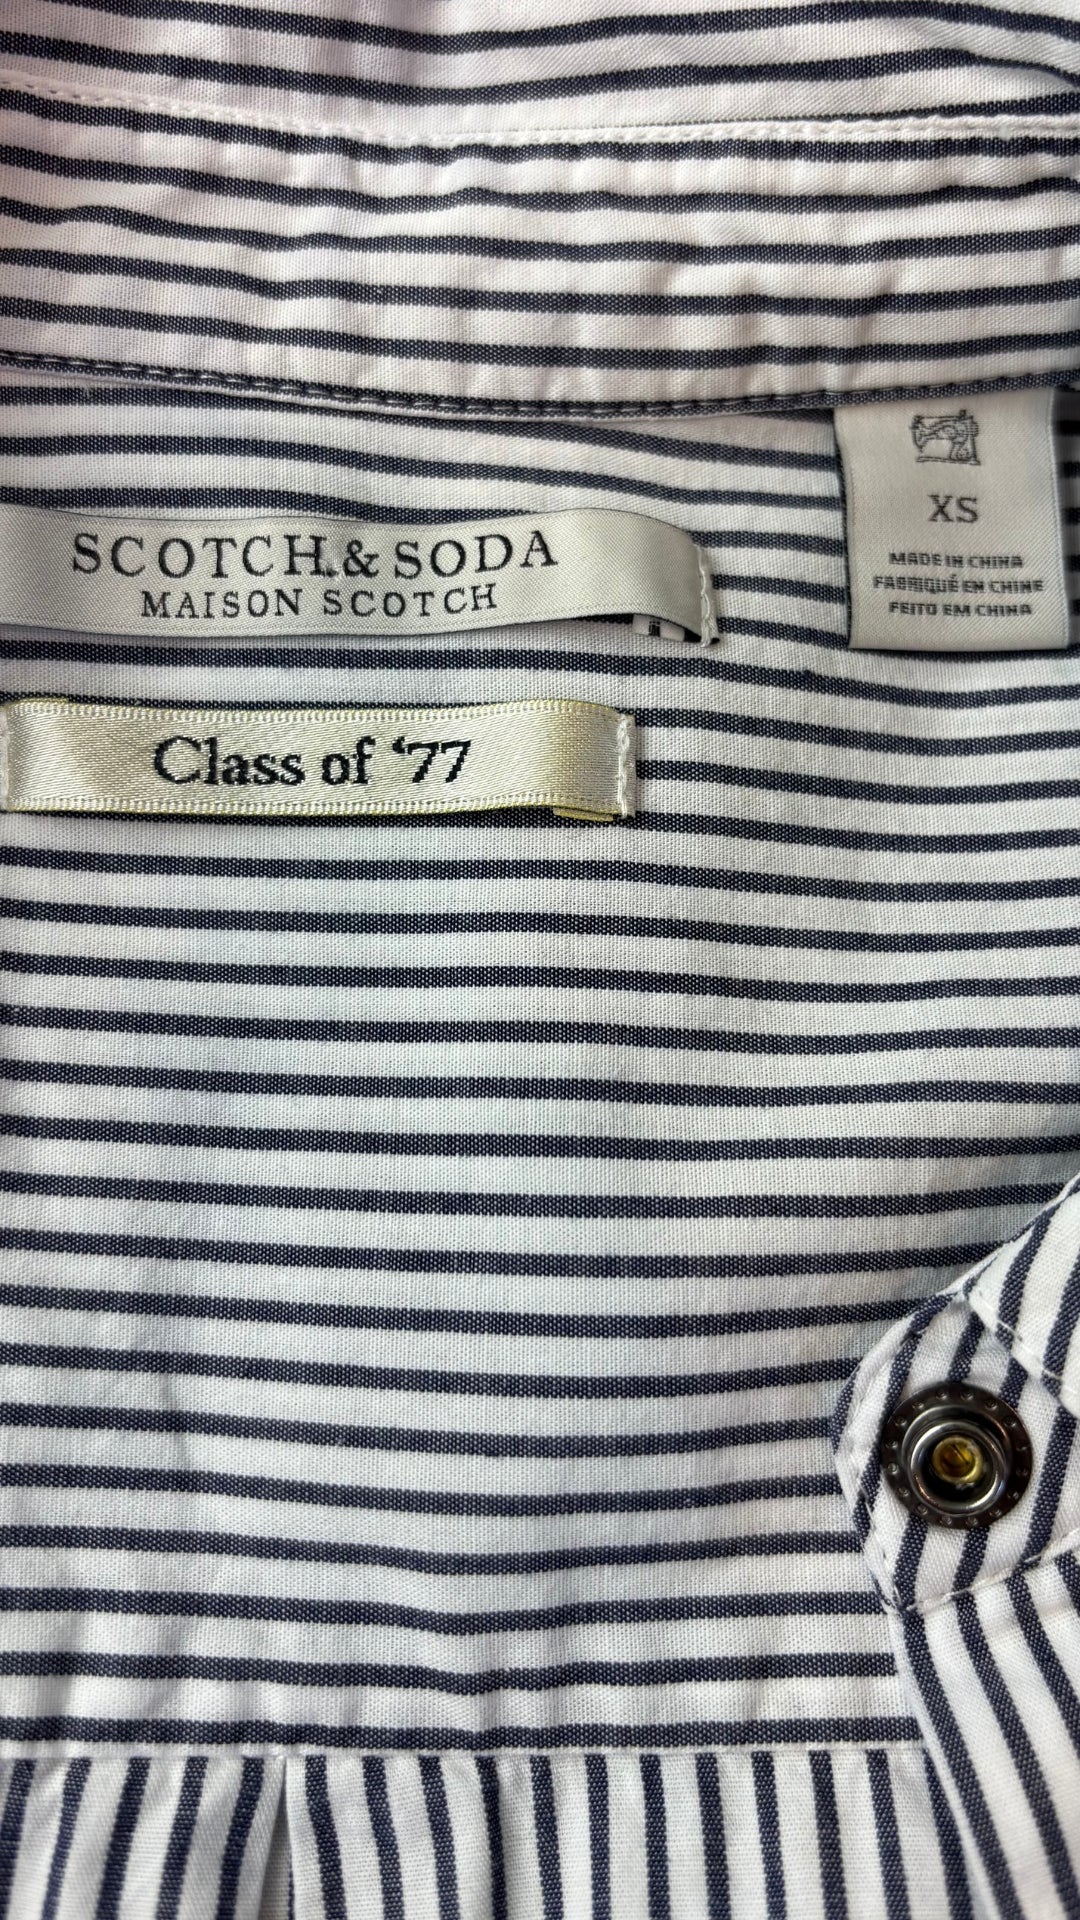 SCOTCH & SODA
MAISON SCOTCH
XS
MADE IN CHINA
FABRIQUÉ EN CHINE
FEITO EM CHINA
Class of ‘77